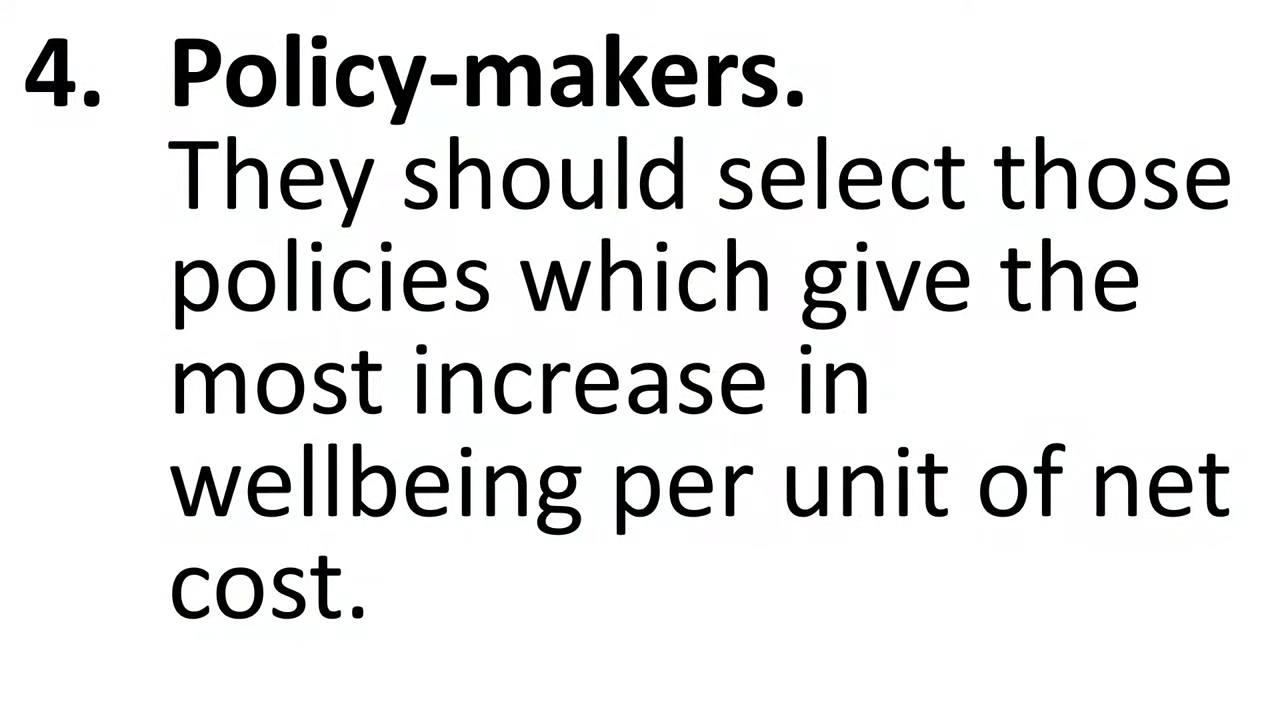 4. Policy-makers.
They should select those
policies which give the
most increase in
wellbeing per unit of net
cost.